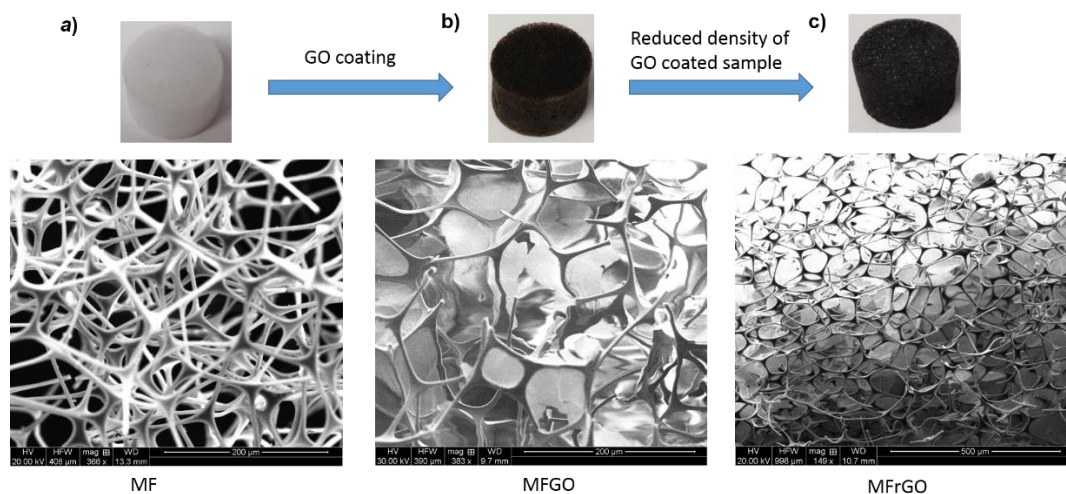 a)
GO coating
b)
Reduced density of
GO coated sample
c)
HV HFW mag ⊞ WD
20.00 kV 408 µm 366 x 13.3 mm
200 µm
HV HFW mag ⊞ WD
30.00 kV 390 µm 383 x 9.7 mm
200 µm
HV HFW mag ⊞ WD
20.00 kV 998 µm 149 x 10.7 mm
500 µm
MF
MFGO
MFrGO